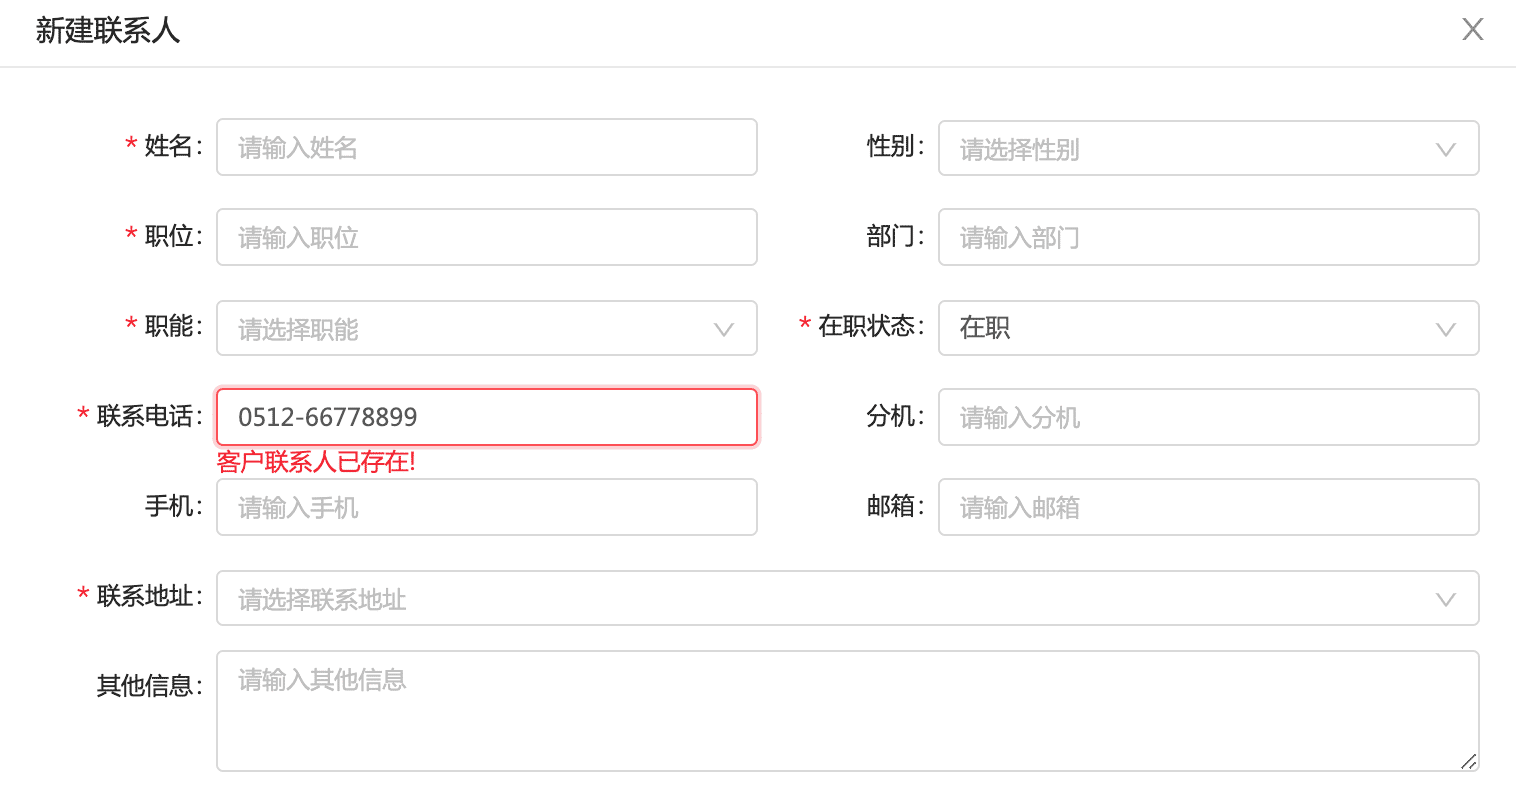 新建联系人
* 姓名: 请输入姓名 性别: 请选择性别
* 职位: 请输入职位 部门: 请输入部门
* 职能: 请选择职能 * 在职状态: 在职
* 联系电话: 0512-66778899 分机: 请输入分机
客户联系人已存在!
手机: 请输入手机 邮箱: 请输入邮箱
* 联系地址: 请选择联系地址
其他信息: 请输入其他信息